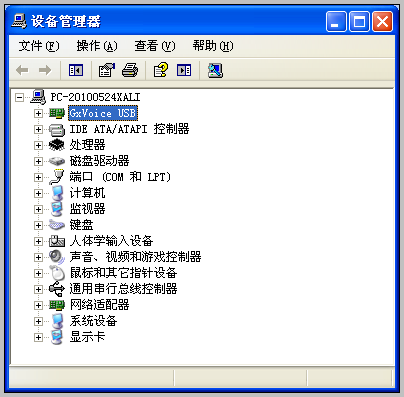 设备管理器
文件(F) 操作(A) 查看(V) 帮助(H)
PC-20100524XALI
GxVoice USB
IDE ATA/ATAPI 控制器
处理器
磁盘驱动器
端口 (COM 和 LPT)
计算机
监视器
键盘
人体学输入设备
声音、视频和游戏控制器
鼠标和其它指针设备
通用串行总线控制器
网络适配器
系统设备
显示卡